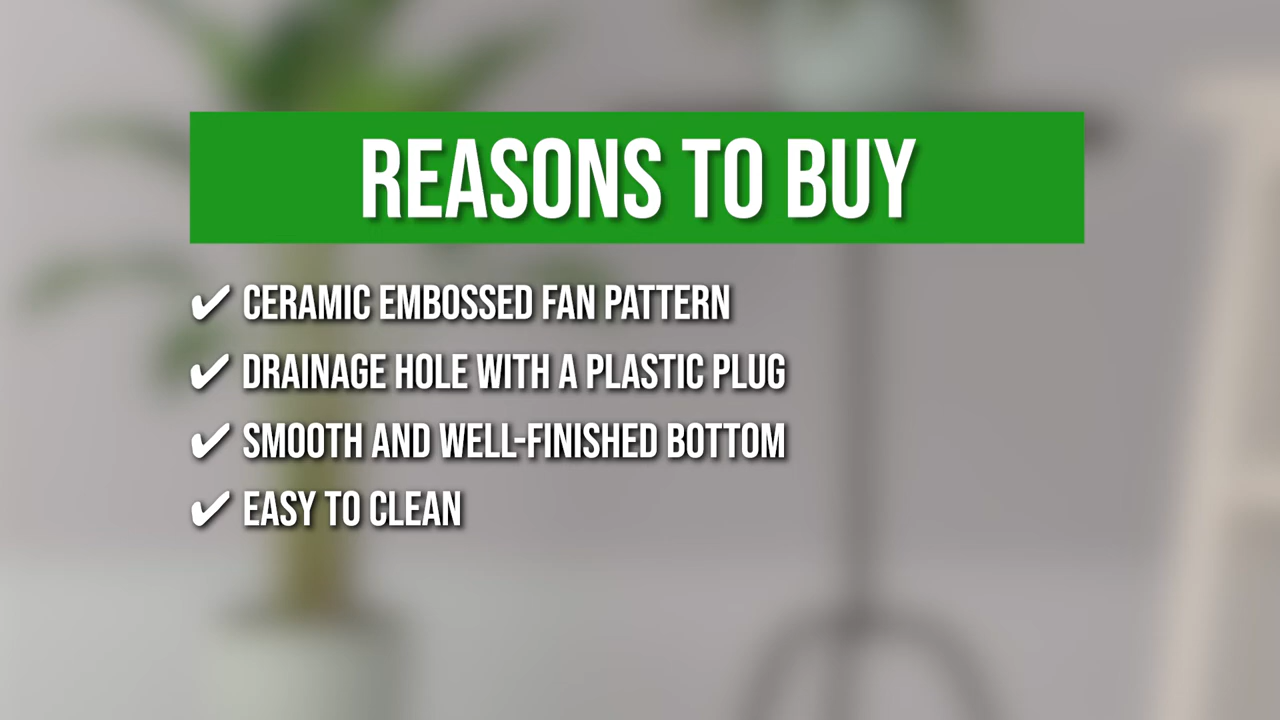 REASONS TO BUY
✔ CERAMIC EMBOSSED FAN PATTERN
✔ DRAINAGE HOLE WITH A PLASTIC PLUG
✔ SMOOTH AND WELL-FINISHED BOTTOM
✔ EASY TO CLEAN